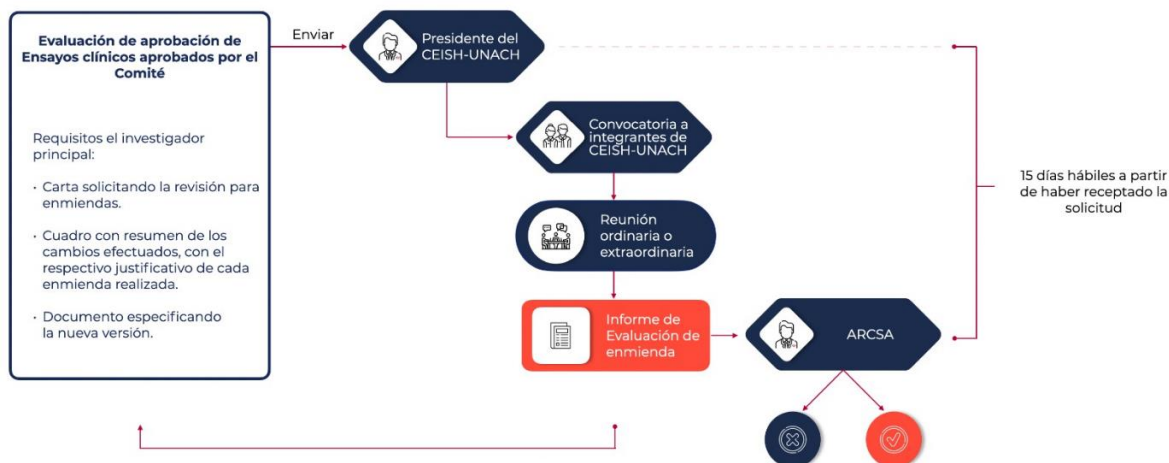 Evaluación de aprobación de
Ensayos clínicos aprobados por el
Comité
Requisitos el investigador
principal:
• Carta solicitando la revisión para
enmiendas.
• Cuadro con resumen de los
cambios efectuados, con el
respectivo justificativo de cada
enmienda realizada.
• Documento especificando
la nueva versión.
Enviar
Presidente del
CEISH-UNACH
Convocatoria a
integrantes de
CEISH-UNACH
Reunión
ordinaria o
extraordinaria
Informe de
Evaluación de
enmienda
ARCSA
15 días hábiles a partir
de haber receptado la
solicitud